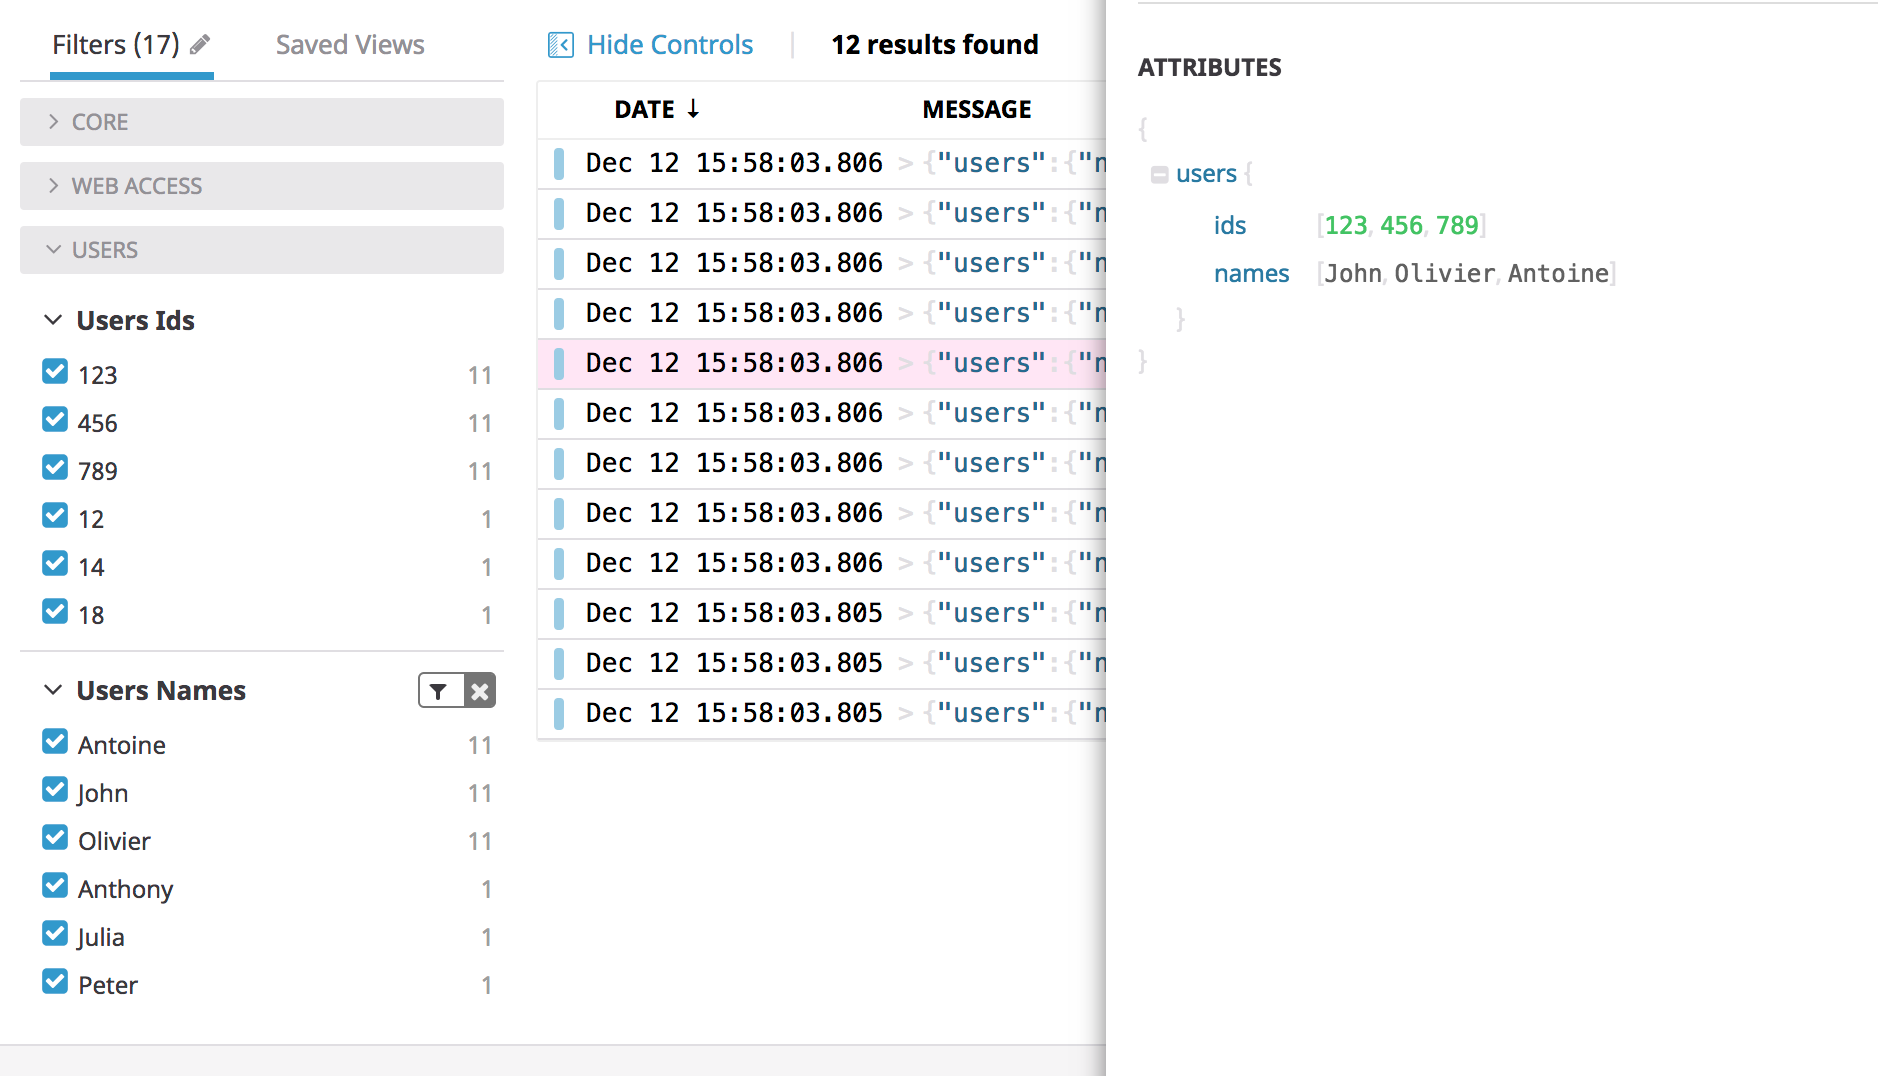 Filters (17)
Saved Views
CORE
WEB ACCESS
USERS
Users Ids
123 11
456 11
789 11
12 1
14 1
18 1
Users Names
Antoine 11
John 11
Olivier 11
Anthony 1
Julia 1
Peter 1
Hide Controls
12 results found
DATE ↓ MESSAGE
Dec 12 15:58:03.806 > {"users":{"n
Dec 12 15:58:03.806 > {"users":{"n
Dec 12 15:58:03.806 > {"users":{"n
Dec 12 15:58:03.806 > {"users":{"n
Dec 12 15:58:03.806 > {"users":{"n
Dec 12 15:58:03.806 > {"users":{"n
Dec 12 15:58:03.806 > {"users":{"n
Dec 12 15:58:03.806 > {"users":{"n
Dec 12 15:58:03.806 > {"users":{"n
Dec 12 15:58:03.805 > {"users":{"n
Dec 12 15:58:03.805 > {"users":{"n
Dec 12 15:58:03.805 > {"users":{"n
ATTRIBUTES
{
users {
ids [123, 456, 789]
names [John, Olivier, Antoine]
}
}